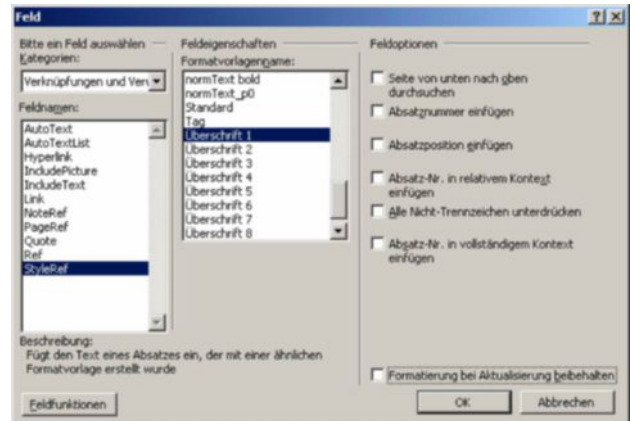 Feld
Bitte ein Feld auswählen
Kategorien:
Verknüpfungen und Verv
Feldnamen:
AutoText
AutoTextList
Hyperlink
IncludePicture
IncludeText
Link
NoteRef
PageRef
Quote
Ref
StyleRef
Feldeigenschaften
Formatvorlagenname:
normText bold
normText_p0
Standard
Tag
Überschrift 1
Überschrift 2
Überschrift 3
Überschrift 4
Überschrift 5
Überschrift 6
Überschrift 7
Überschrift 8
Feldoptionen
Seite von unten nach oben
durchsuchen
Absatznummer einfügen
Absatzposition einfügen
Absatz-Nr. in relativem Kontext
einfügen
Alle Nicht-Trennzeichen unterdrücken
Absatz-Nr. in vollständigem Kontext
einfügen
Beschreibung:
Fügt den Text eines Absatzes ein, der mit einer ähnlichen
Formatvorlage erstellt wurde
Formatierung bei Aktualisierung beibehalten
Feldfunktionen
OK
Abbrechen